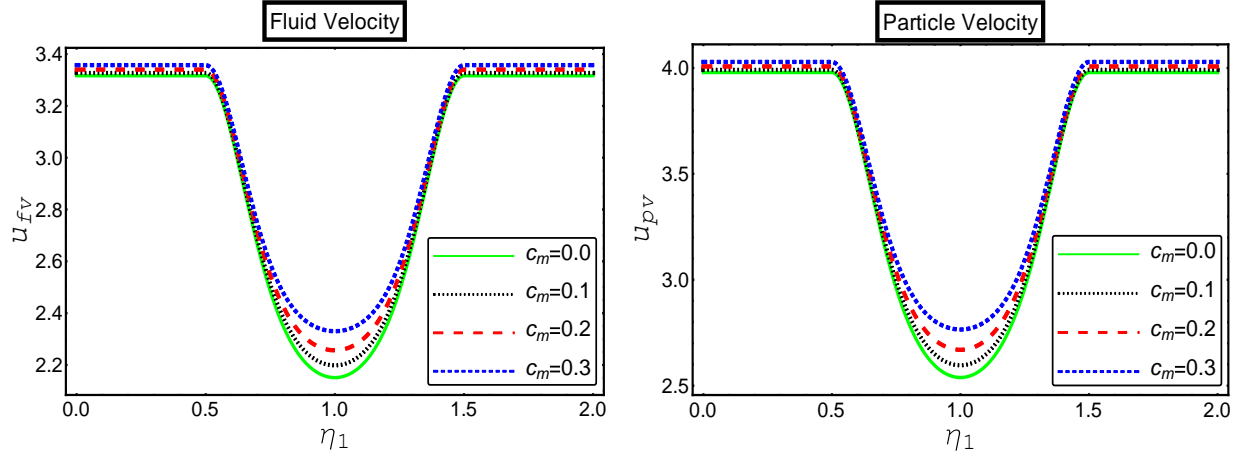 Fluid Velocity
3.4
3.2
3.0
2.8
2.6
2.4
2.2
u_fv
0.0 0.5 1.0 1.5 2.0
η₁
c_m=0.0
c_m=0.1
c_m=0.2
c_m=0.3
Particle Velocity
4.0
3.5
3.0
2.5
u_pv
0.0 0.5 1.0 1.5 2.0
η₁
c_m=0.0
c_m=0.1
c_m=0.2
c_m=0.3